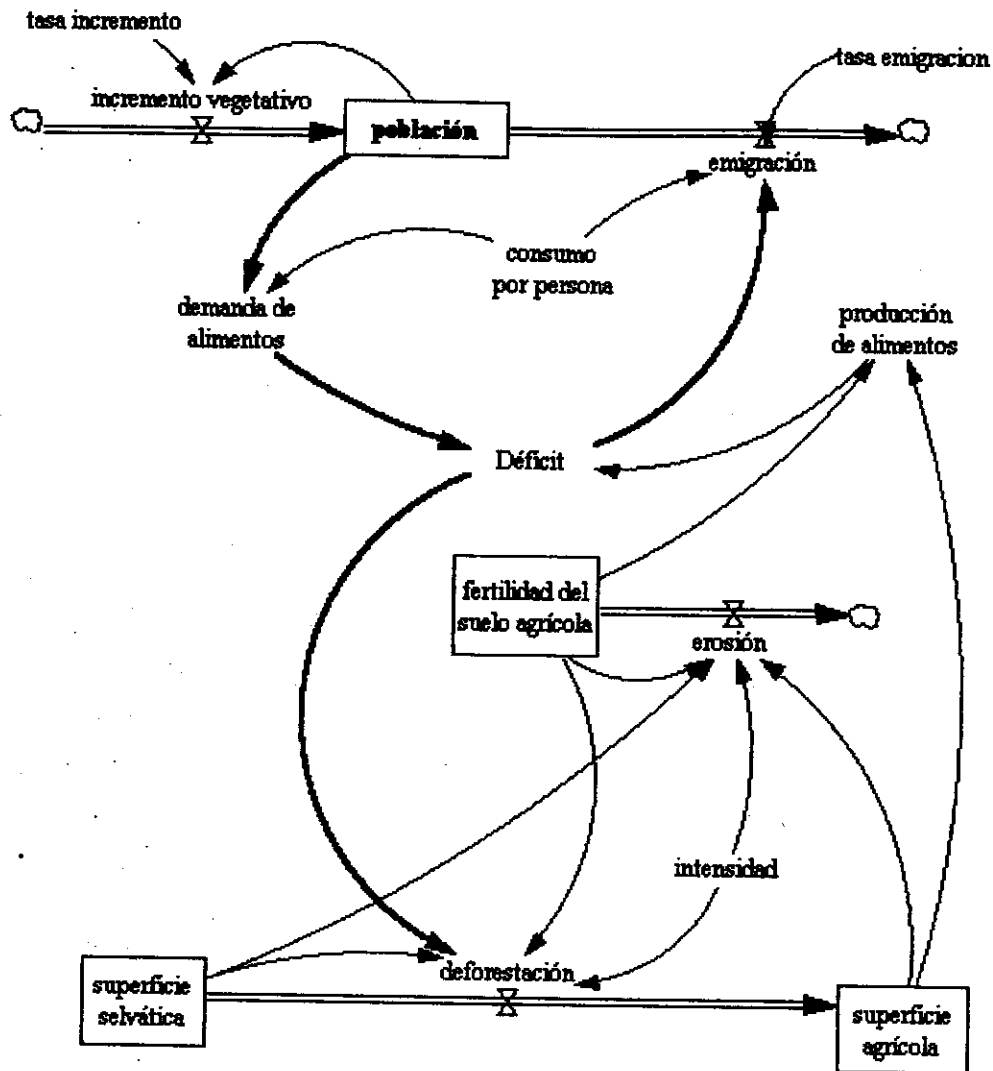 tasa incremento
tasa emigracion
incremento vegetativo
población
emigración
consumo
por persona
demanda de
alimentos
producción
de alimentos
Déficit
fertilidad del
suelo agrícola
erosión
intensidad
deforestación
superficie
selvática
superficie
agrícola